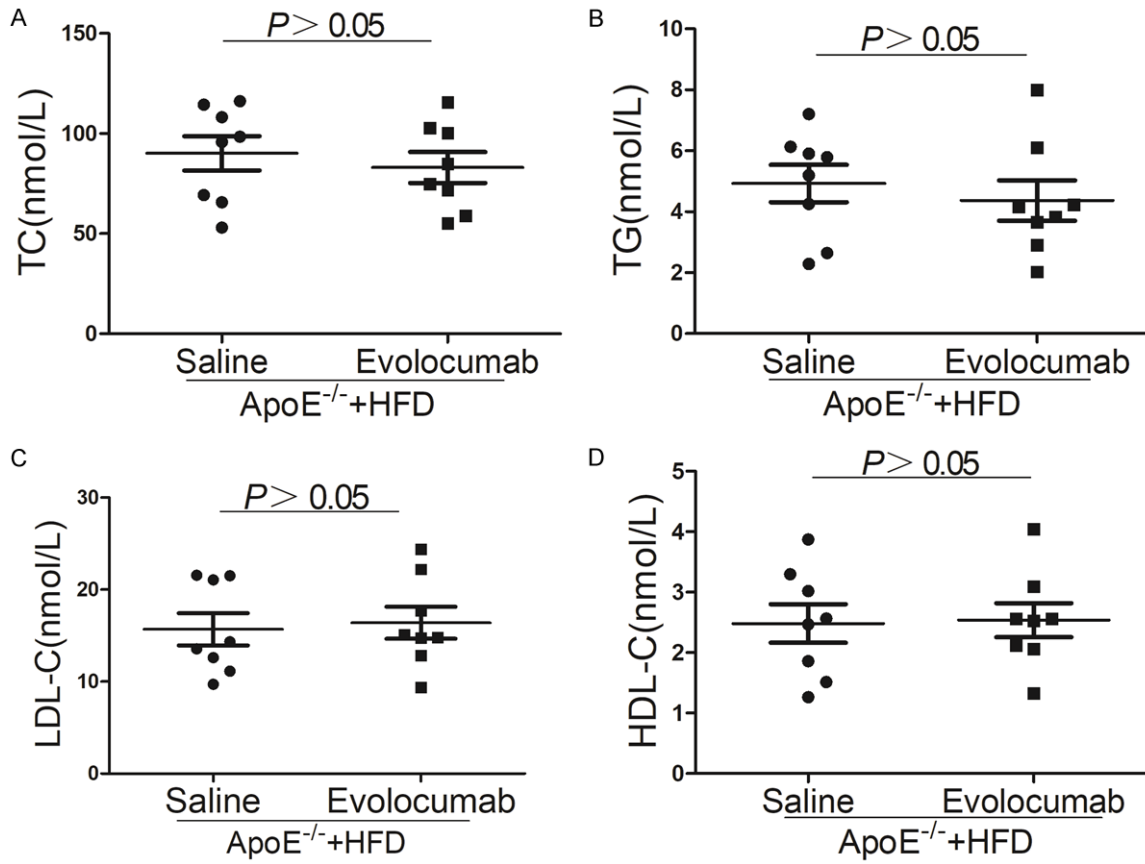 A
P > 0.05
TC(nmol/L)
150
100
50
0
Saline
Evolocumab
ApoE-/-+HFD
B
P > 0.05
TG(nmol/L)
10
8
6
4
2
0
Saline
Evolocumab
ApoE-/-+HFD
C
P > 0.05
LDL-C(nmol/L)
30
20
10
0
Saline
Evolocumab
ApoE-/-+HFD
D
P > 0.05
HDL-C(nmol/L)
5
4
3
2
1
0
Saline
Evolocumab
ApoE-/-+HFD